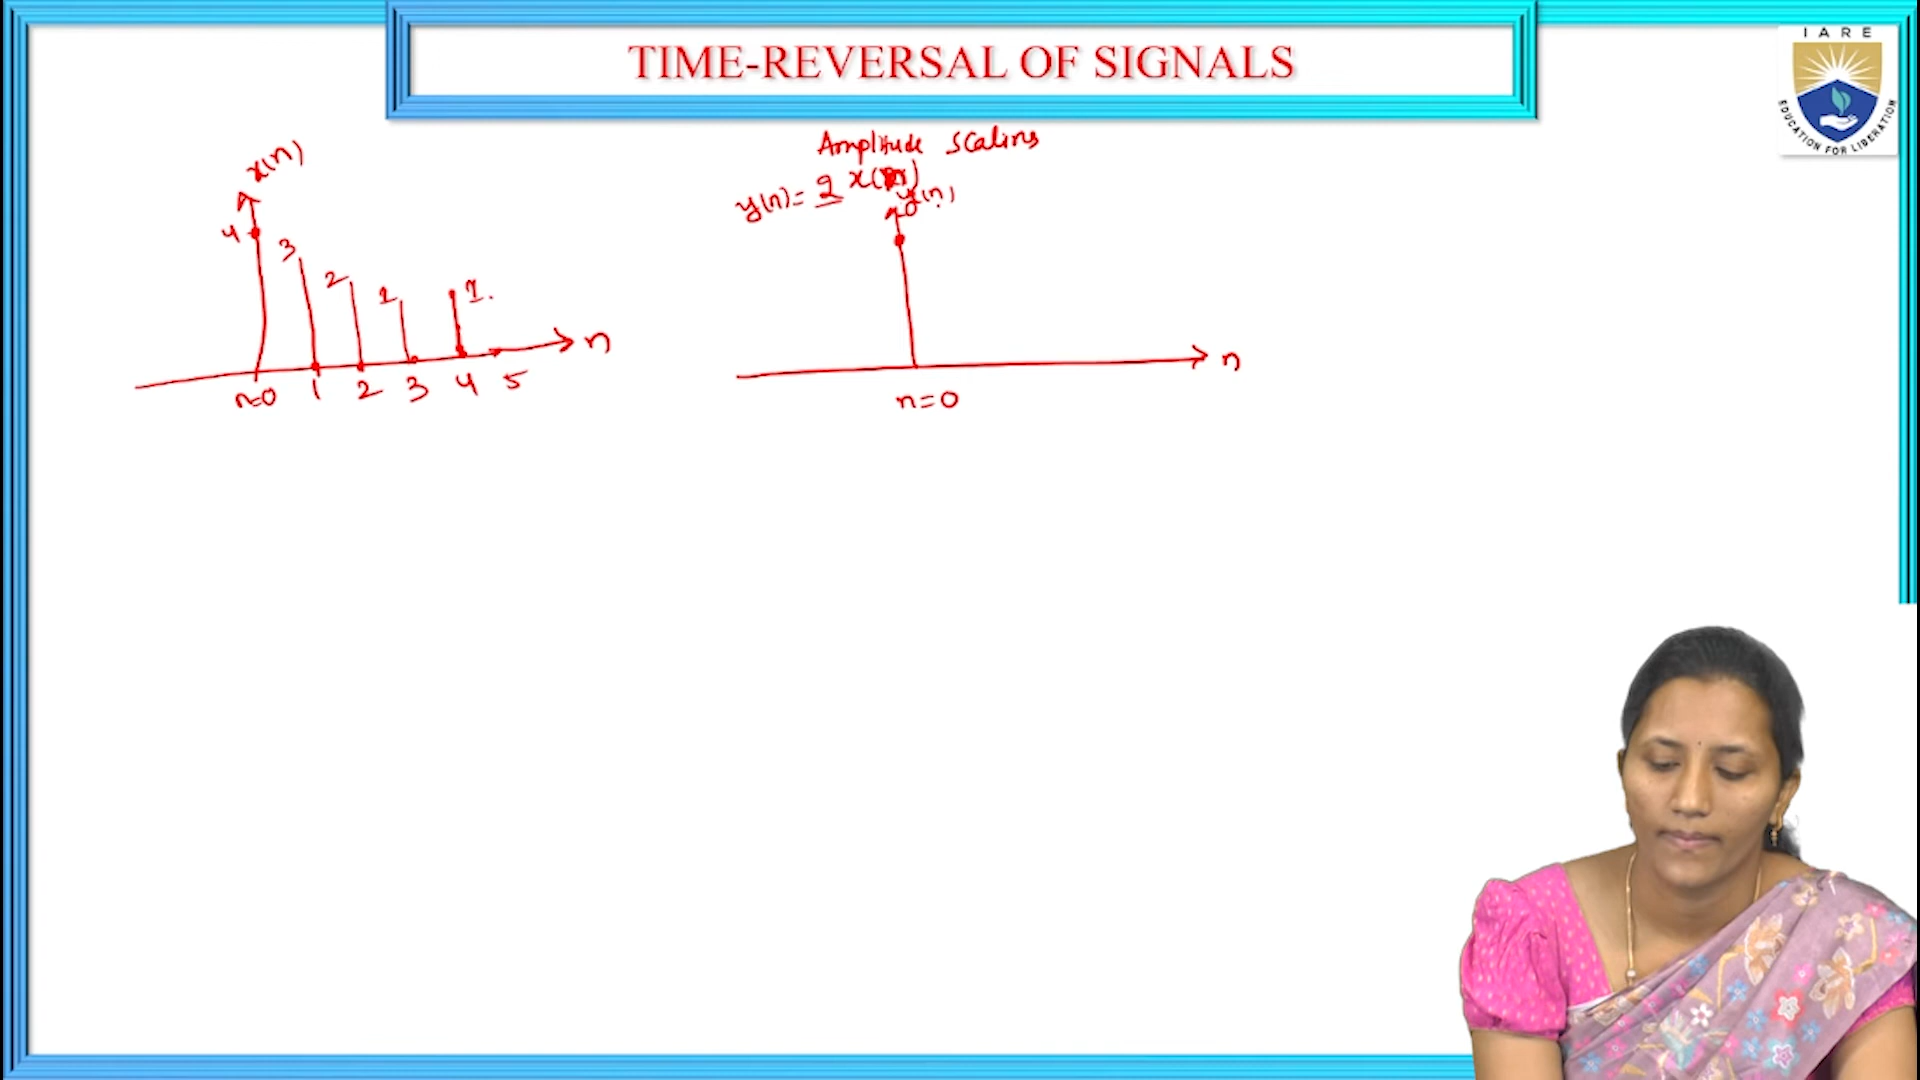 TIME-REVERSAL OF SIGNALS
IARE
EDUCATION FOR LIBERATION
Amplitude scaling
x(n)
y(n) = 2 x(n)
y(n)
4
3
2
1
1.
n
n=0 1 2 3 4 5
n
n=0